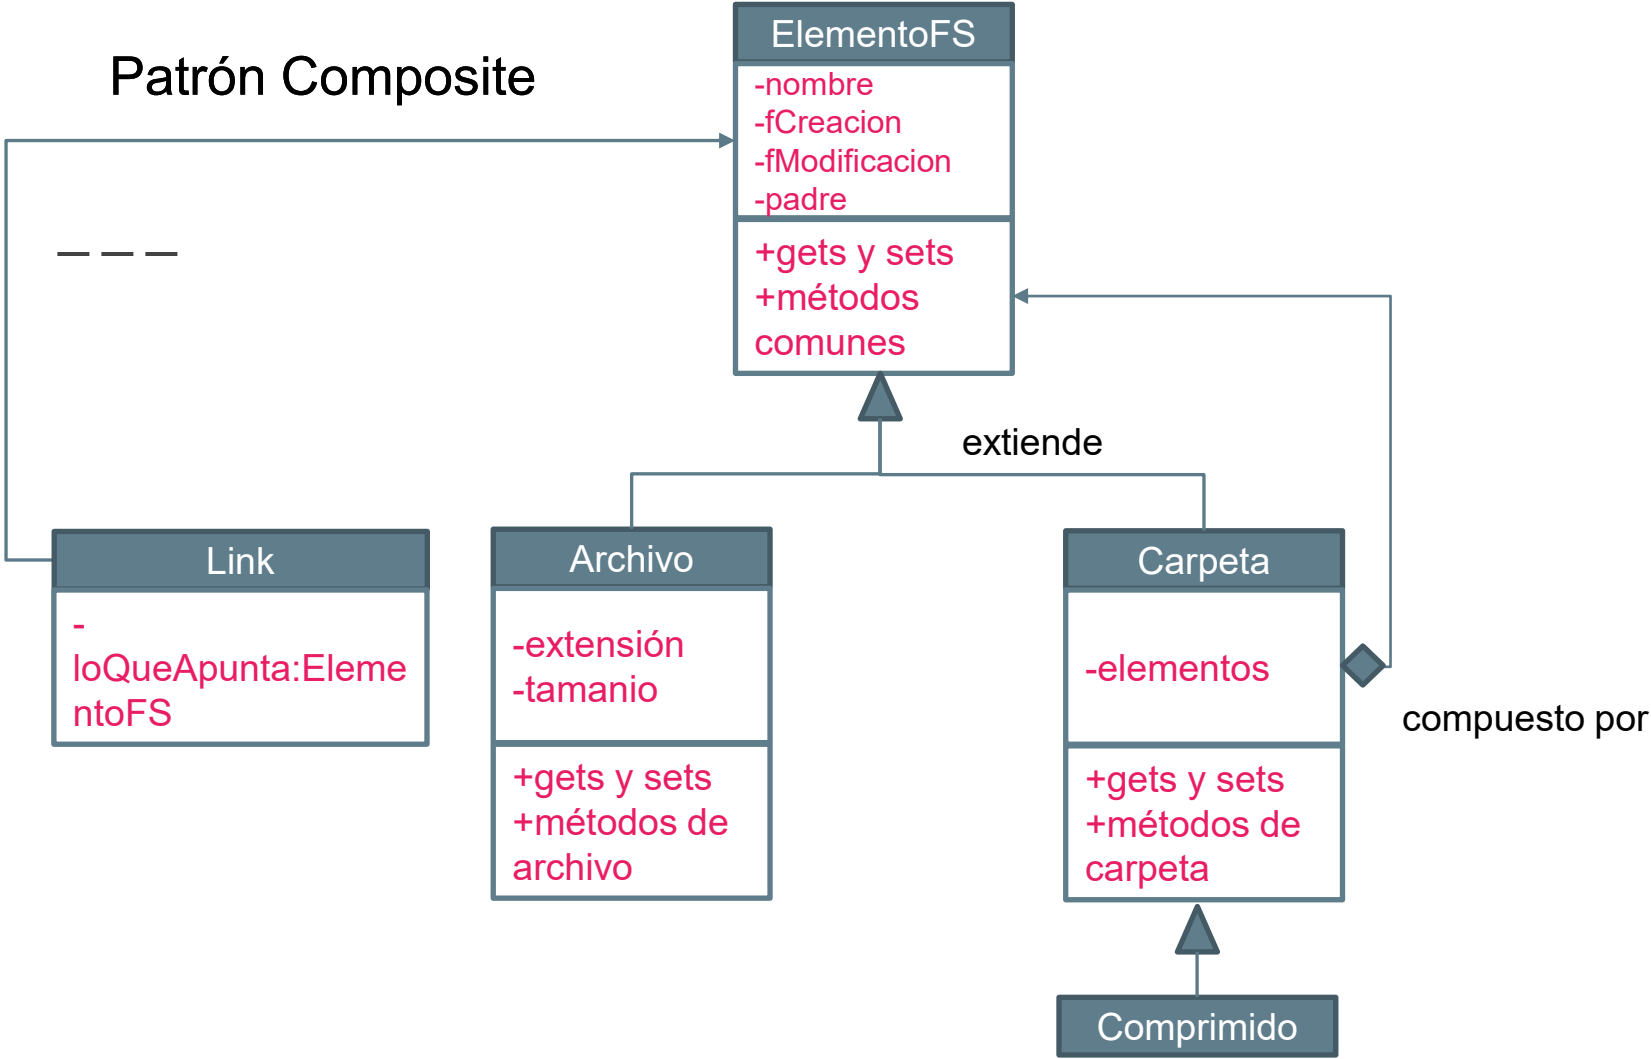 Patrón Composite
ElementoFS
-nombre
-fCreacion
-fModificacion
-padre
+gets y sets
+métodos
comunes
extiende
Link
-
loQueApunta:Eleme
ntoFS
Archivo
-extensión
-tamanio
+gets y sets
+métodos de
archivo
Carpeta
-elementos
+gets y sets
+métodos de
carpeta
compuesto por
Comprimido